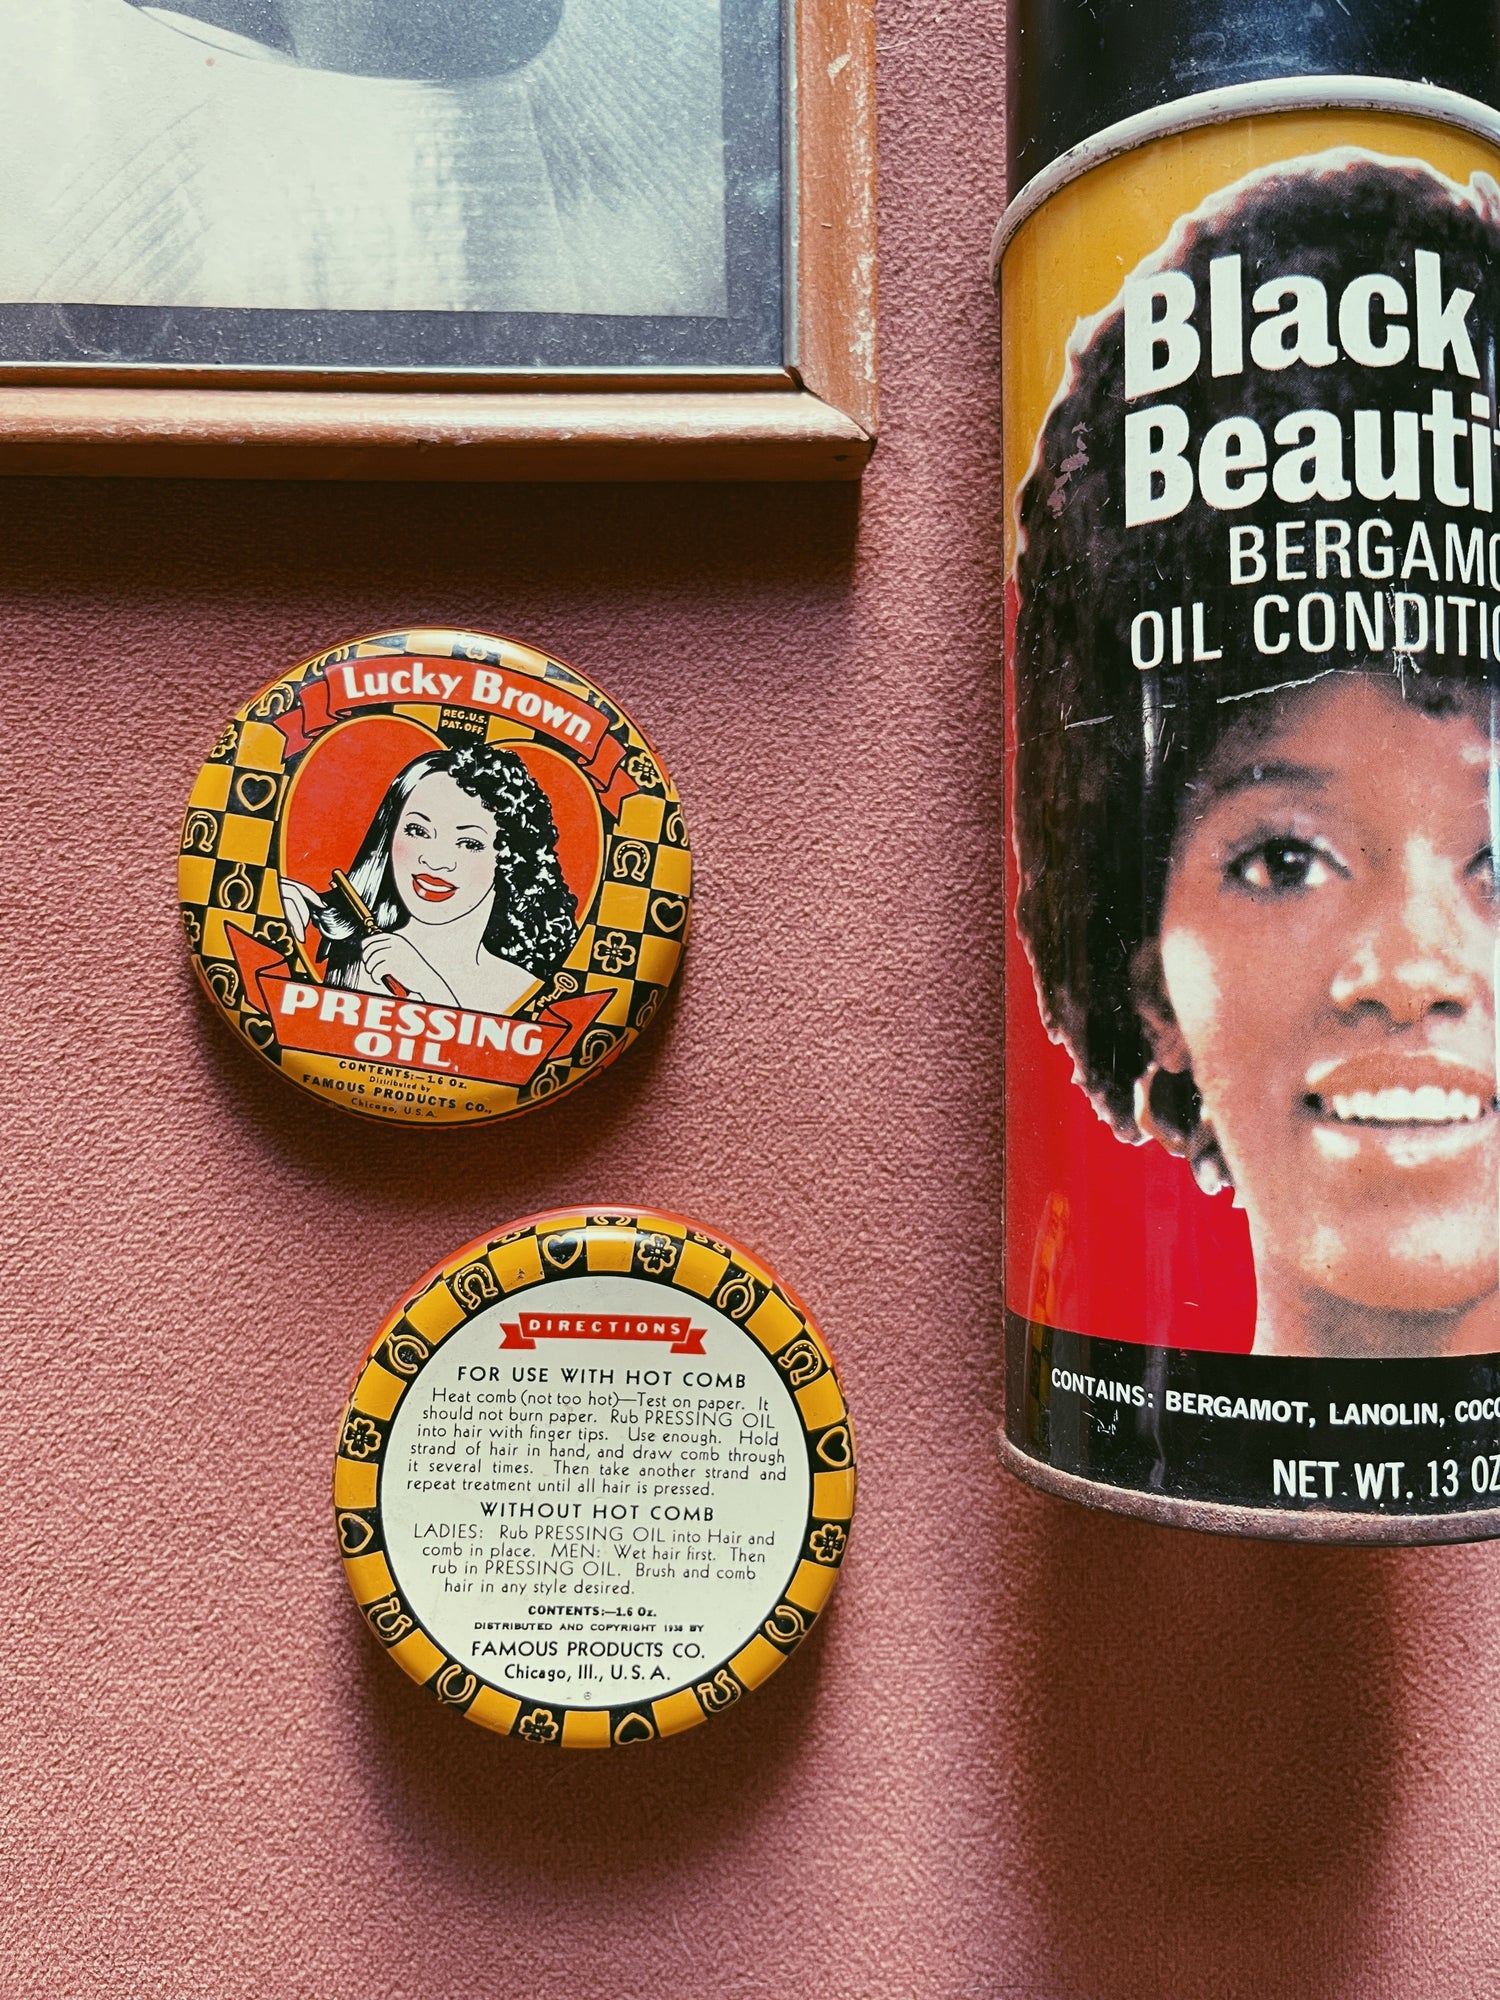 Lucky Brown
REG. U.S.
PAT. OFF.
PRESSING
OIL
CONTENTS:—1.6 Oz.
Distributed by
FAMOUS PRODUCTS CO.,
Chicago, U.S.A.
DIRECTIONS
FOR USE WITH HOT COMB
Heat comb (not too hot)—Test on paper. It
should not burn paper. Rub PRESSING OIL
into hair with finger tips. Use enough. Hold
strand of hair in hand, and draw comb through
it several times. Then take another strand and
repeat treatment until all hair is pressed.
WITHOUT HOT COMB
LADIES: Rub PRESSING OIL into Hair and
comb in place. MEN: Wet hair first. Then
rub in PRESSING OIL. Brush and comb
hair in any style desired.
CONTENTS:—1.6 Oz.
DISTRIBUTED AND COPYRIGHT 1938 BY
FAMOUS PRODUCTS CO.
Chicago, Ill., U.S.A.
Black
Beauti
BERGAMO
OIL CONDITIO
CONTAINS: BERGAMOT, LANOLIN, COCO
NET WT. 13 OZ